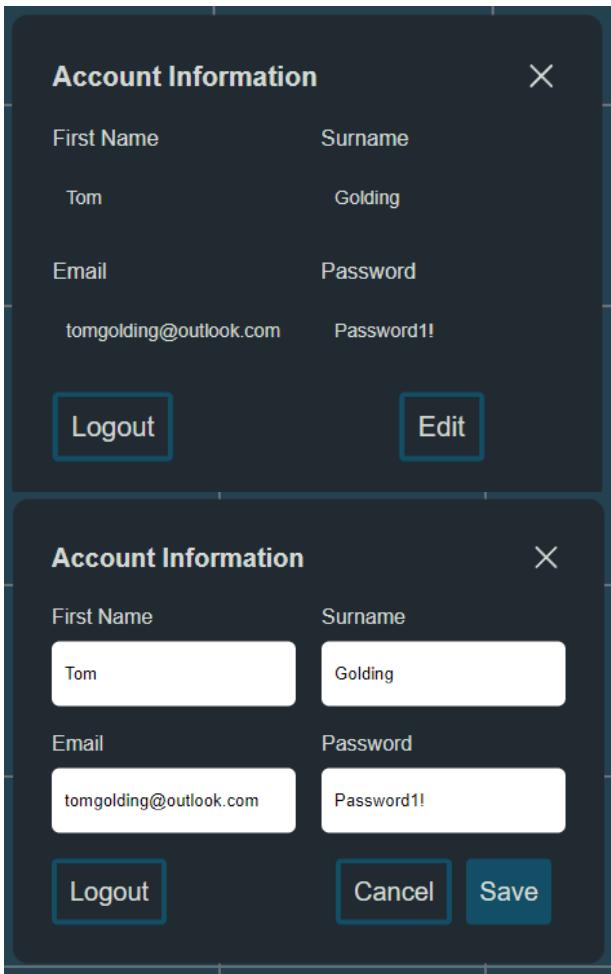 Account Information
First Name Surname
Tom Golding
Email Password
tomgolding@outlook.com Password1!
Logout Edit
Account Information
First Name Surname
Tom Golding
Email Password
tomgolding@outlook.com Password1!
Logout Cancel Save